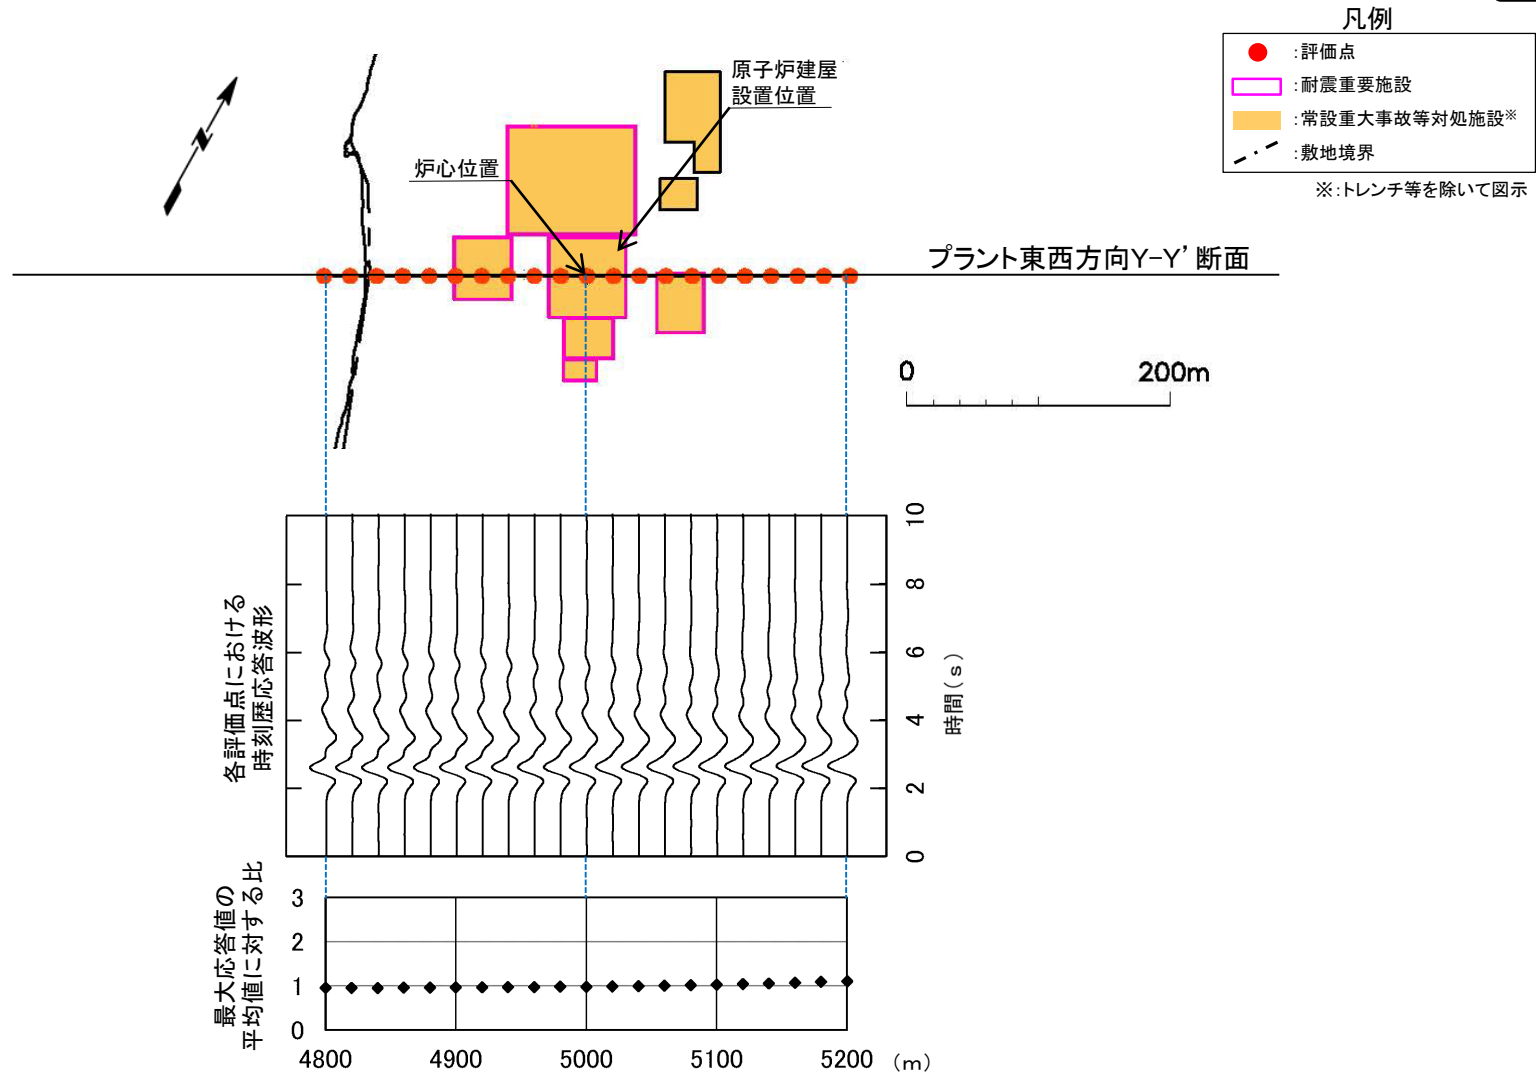 凡例
:評価点
:耐震重要施設
:常設重大事故等対処施設※
:敷地境界
※:トレンチ等を除いて図示
原子炉建屋
設置位置
炉心位置
N
プラント東西方向Y-Y’断面
0 200m
各評価点における
時刻歴応答波形
10
8
6
4
2
0
時間(s)
最大応答値の
平均値に対する比
3
2
1
0
4800 4900 5000 5100 5200 (m)